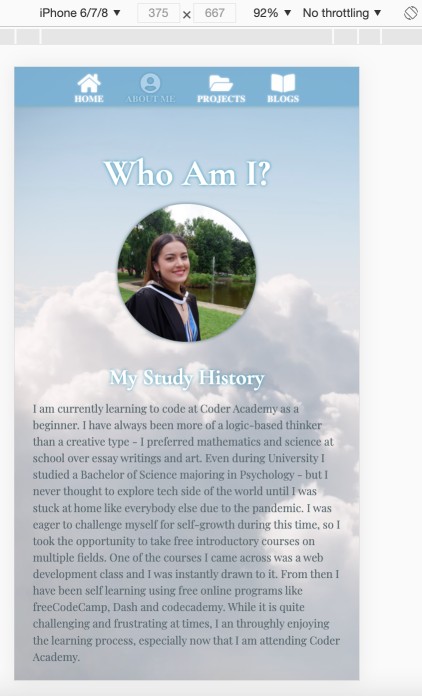 iPhone 6/7/8 ▼ 375 × 667 92% ▼ No throttling ▼
HOME ABOUT ME PROJECTS BLOGS
Who Am I?
My Study History
I am currently learning to code at Coder Academy as a
beginner. I have always been more of a logic-based thinker
than a creative type - I preferred mathematics and science at
school over essay writings and art. Even during University I
studied a Bachelor of Science majoring in Psychology - but I
never thought to explore tech side of the world until I was
stuck at home like everybody else due to the pandemic. I was
eager to challenge myself for self-growth during this time, so I
took the opportunity to take free introductory courses on
multiple fields. One of the courses I came across was a web
development class and I was instantly drawn to it. From then I
have been self learning using free online programs like
freeCodeCamp, Dash and codecademy. While it is quite
challenging and frustrating at times, I an throughly enjoying
the learning process, especially now that I am attending Coder
Academy.